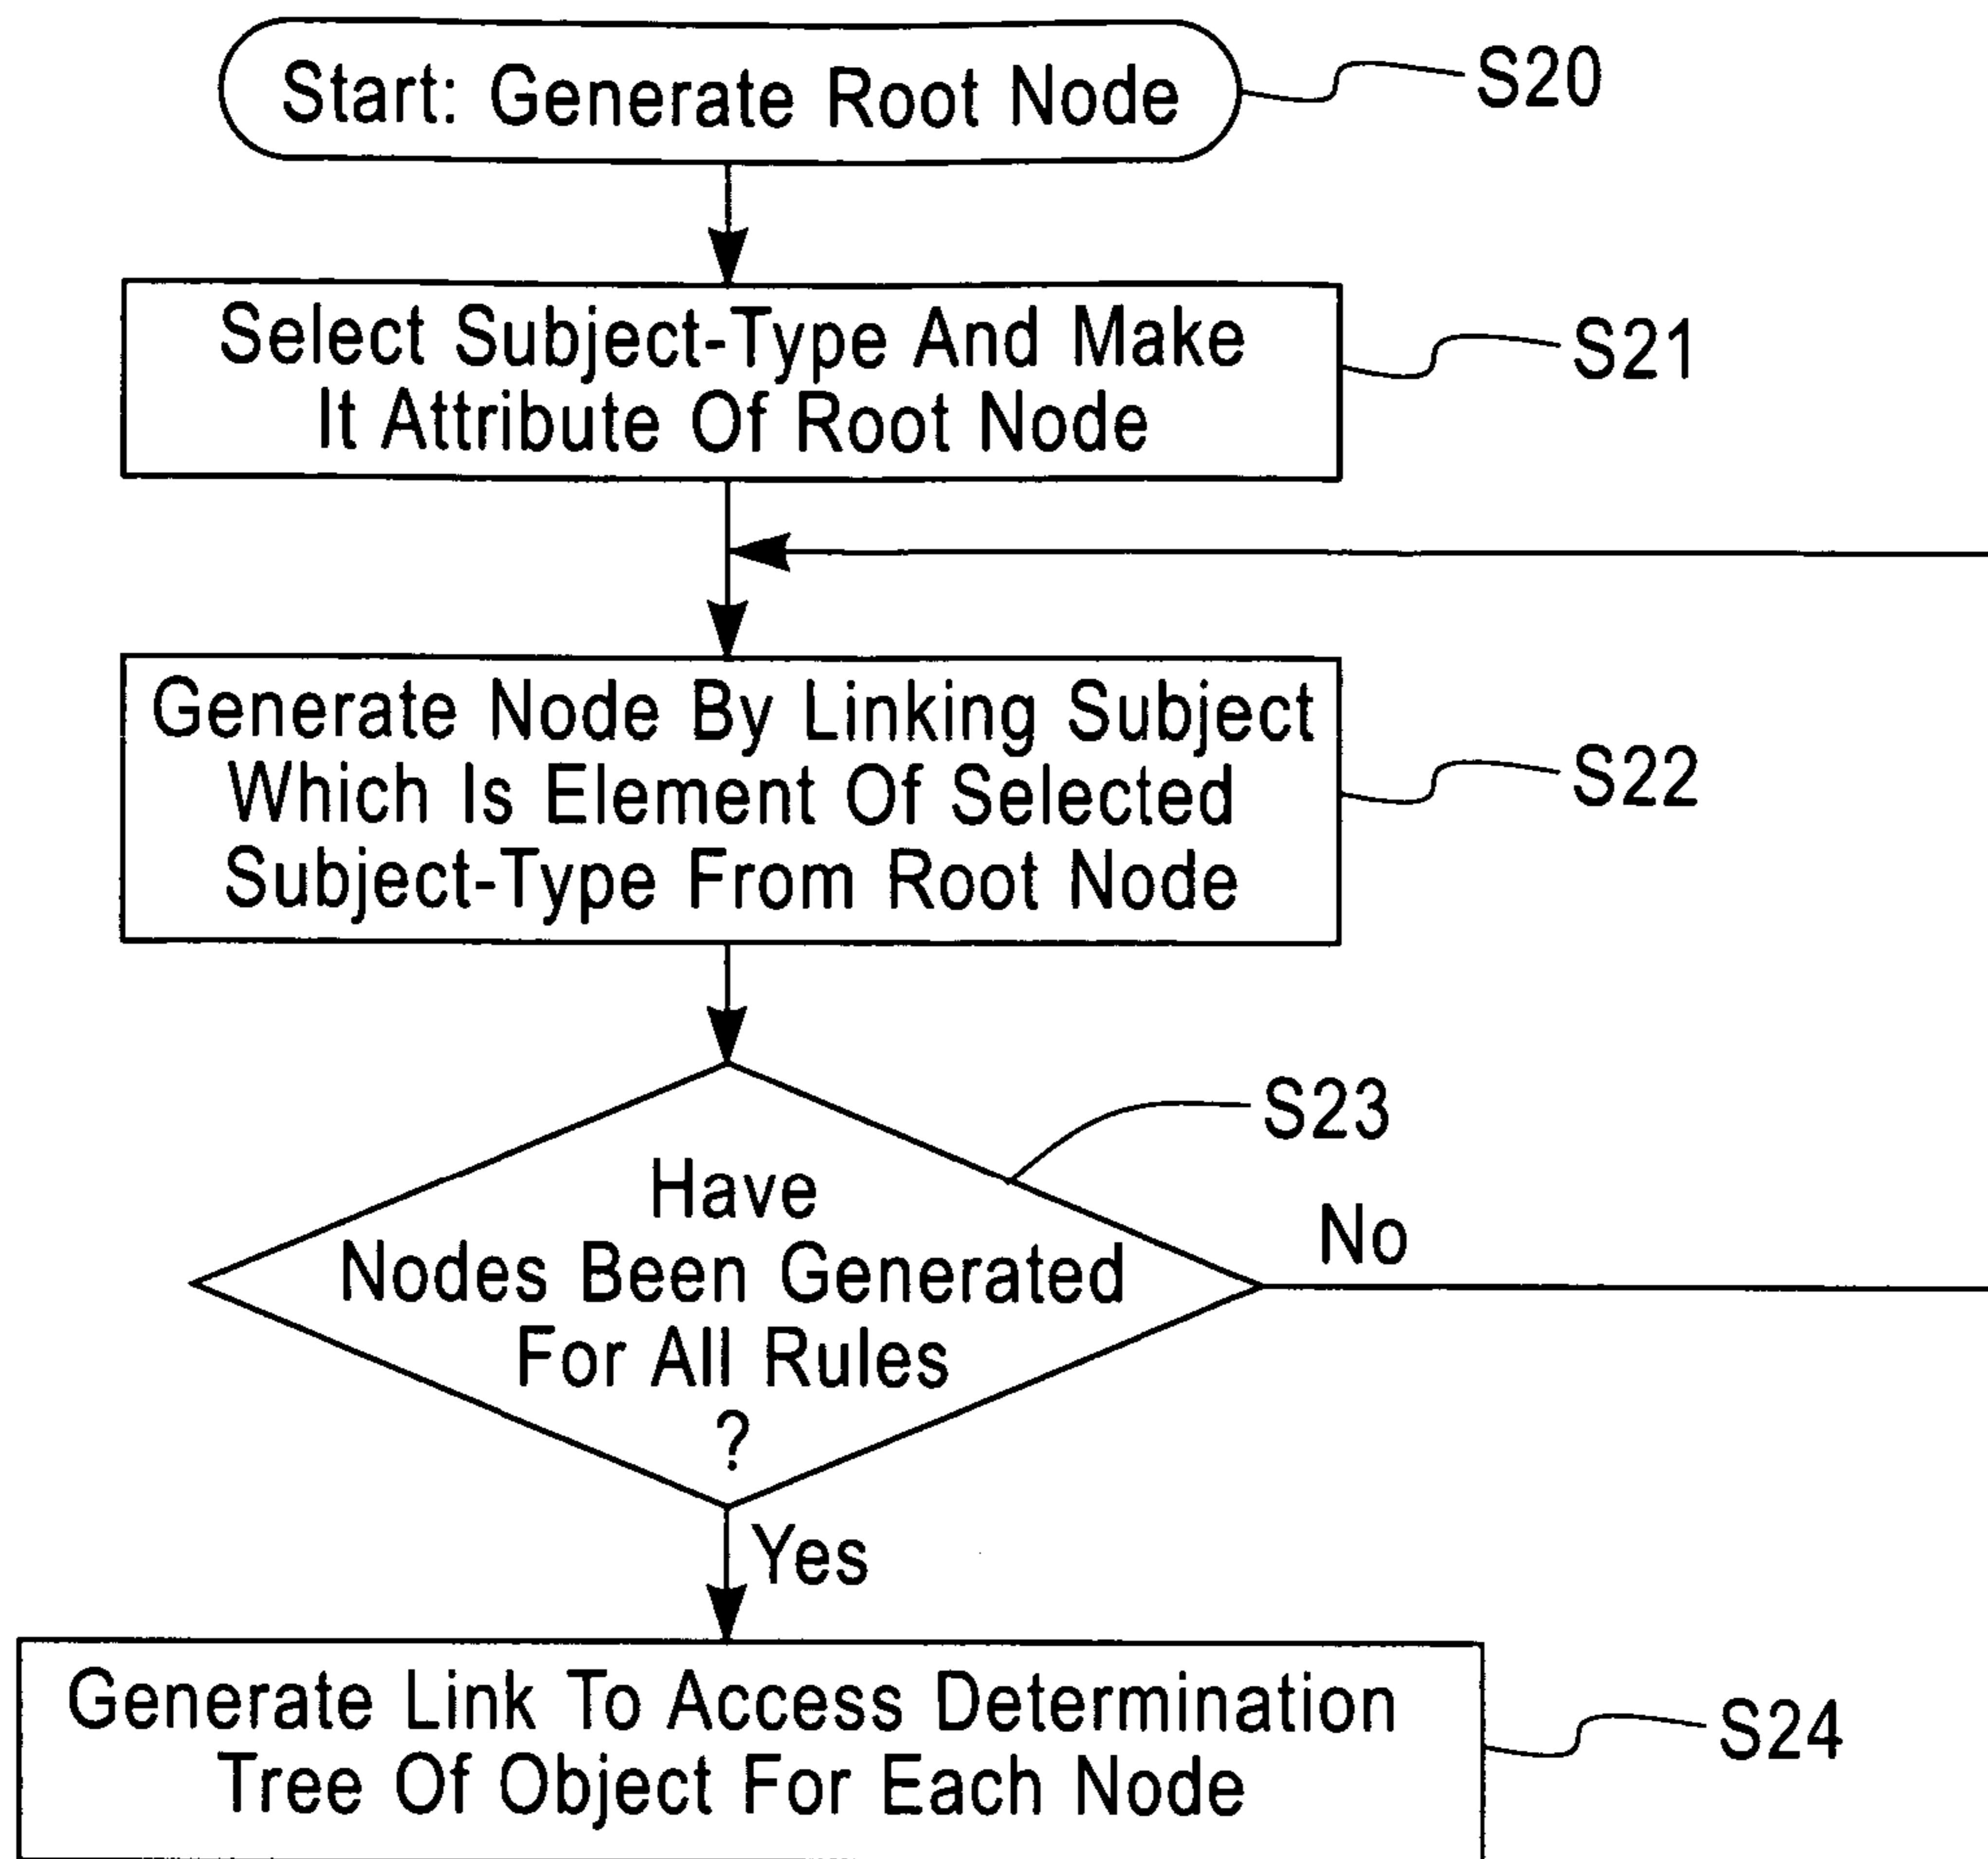 Start: Generate Root Node
S20
Select Subject-Type And Make
It Attribute Of Root Node
S21
Generate Node By Linking Subject
Which Is Element Of Selected
Subject-Type From Root Node
S22
S23
Have
Nodes Been Generated
For All Rules
?
No
Yes
Generate Link To Access Determination
Tree Of Object For Each Node
S24